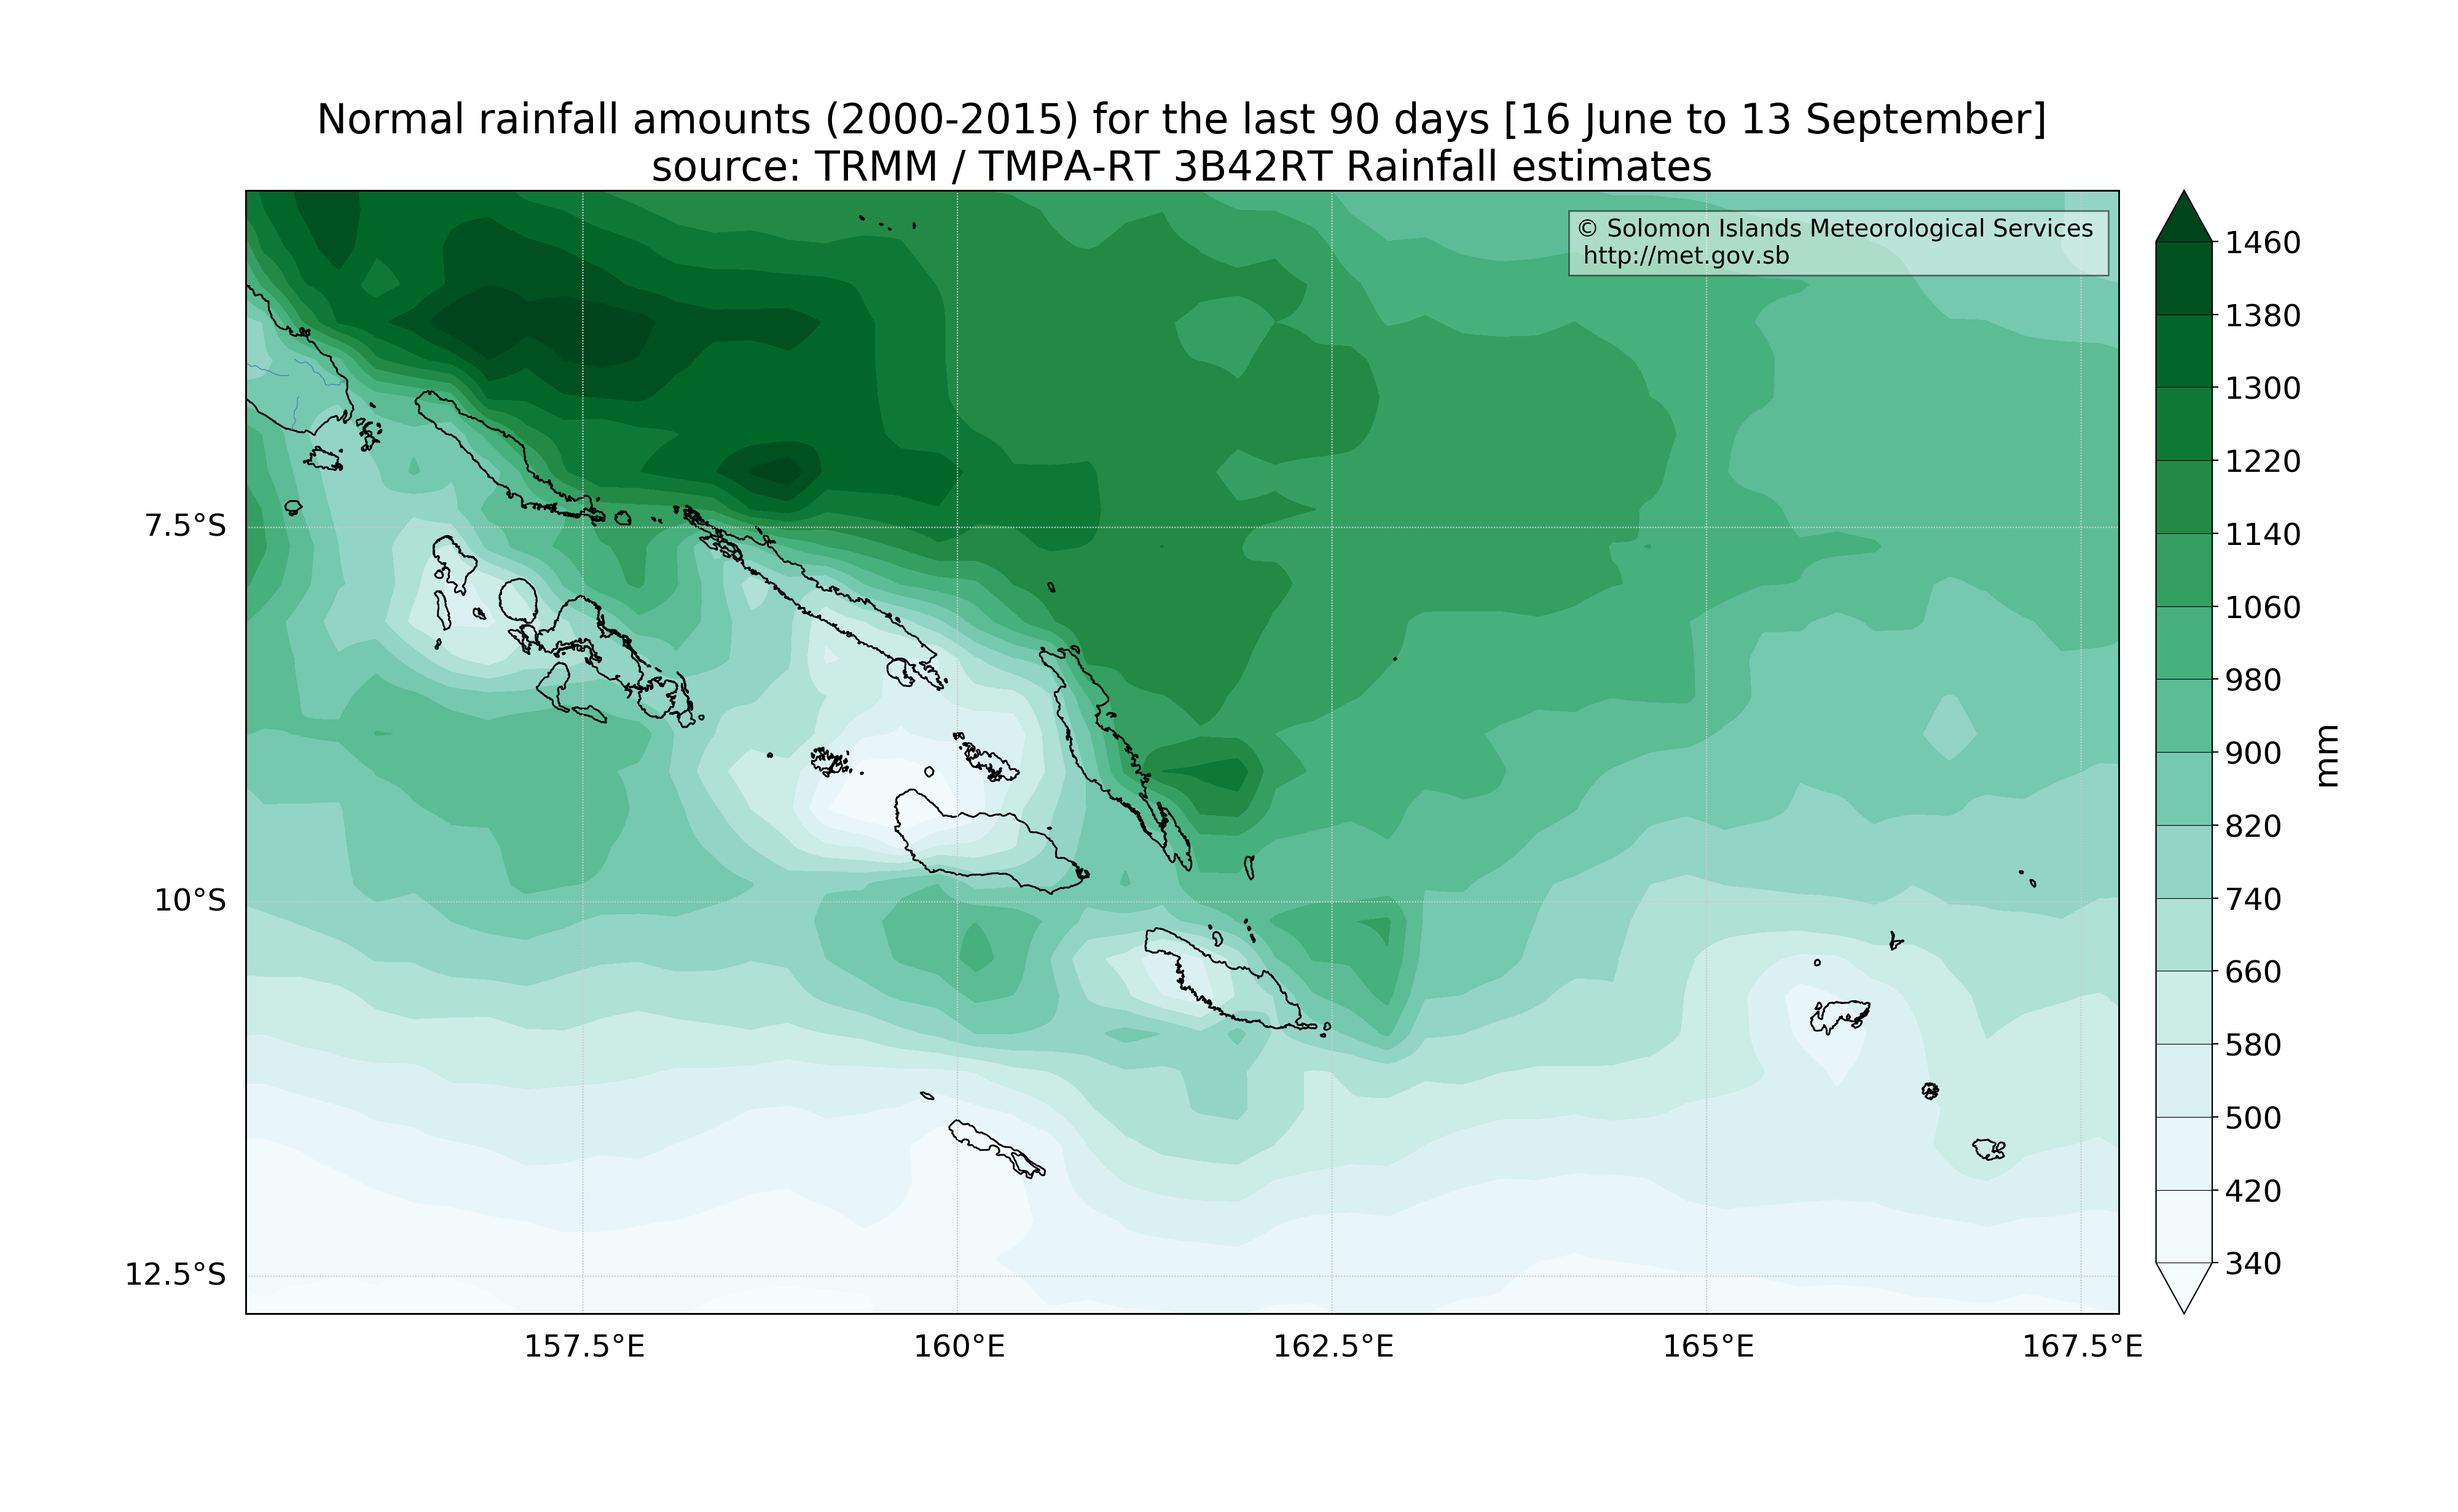 Normal rainfall amounts (2000-2015) for the last 90 days [16 June to 13 September]
source: TRMM / TMPA-RT 3B42RT Rainfall estimates
© Solomon Islands Meteorological Services
http://met.gov.sb
7.5°S
10°S
12.5°S
157.5°E
160°E
162.5°E
165°E
167.5°E
1460
1380
1300
1220
1140
1060
980
900
820
740
660
580
500
420
340
mm